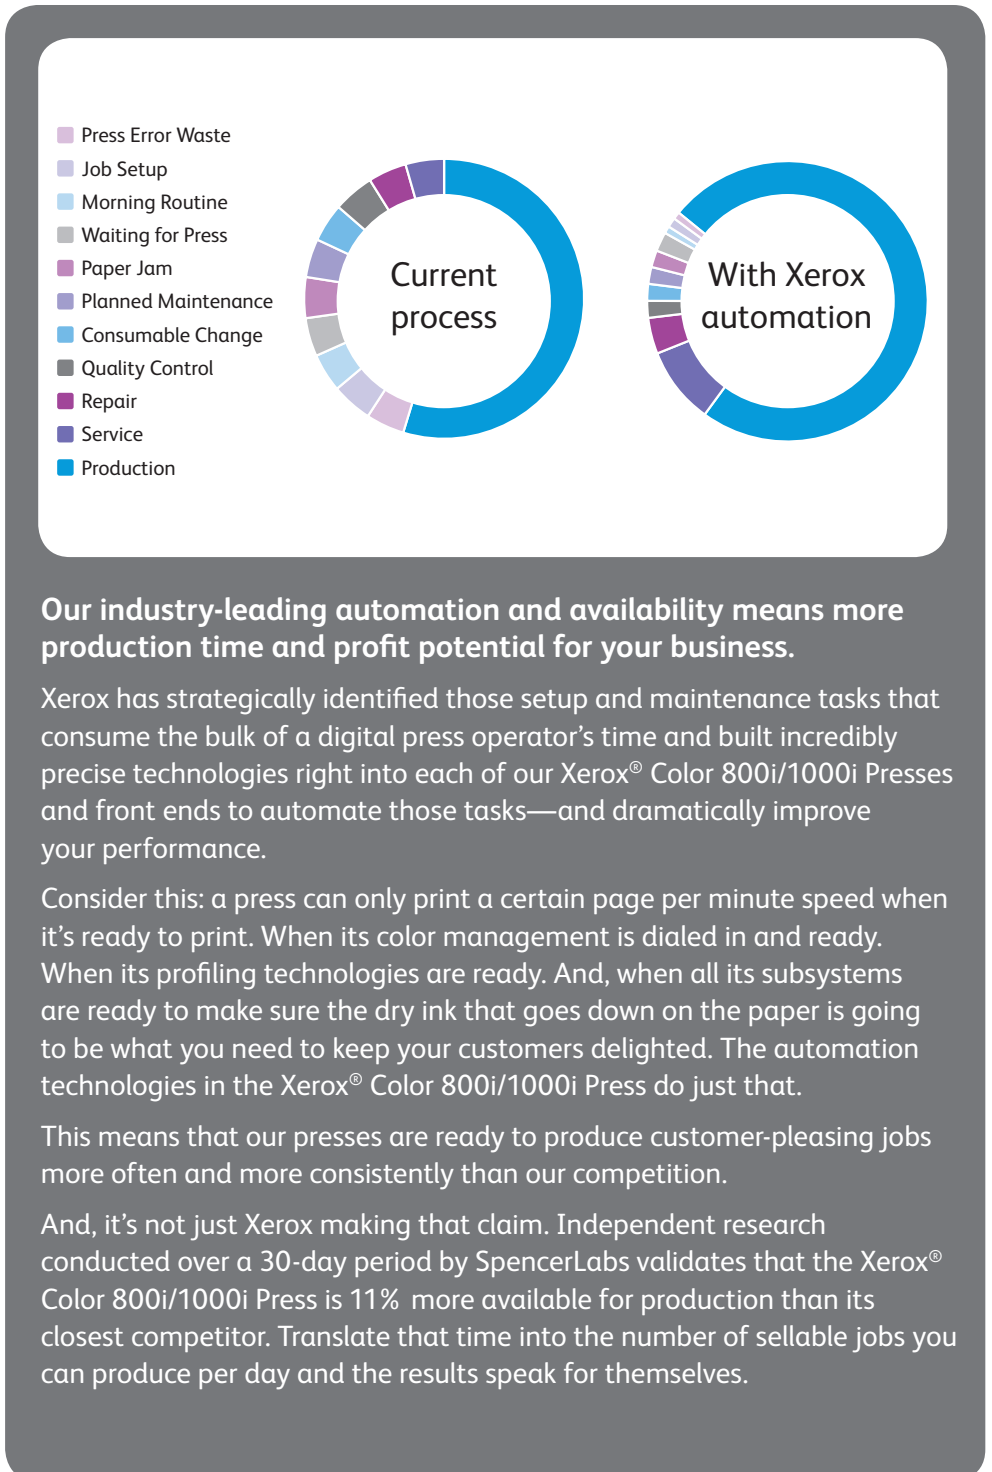 Press Error Waste
Job Setup
Morning Routine
Waiting for Press
Paper Jam
Planned Maintenance
Consumable Change
Quality Control
Repair
Service
Production
Current
process
With Xerox
automation
Our industry-leading automation and availability means more
production time and profit potential for your business.
Xerox has strategically identified those setup and maintenance tasks that
consume the bulk of a digital press operator’s time and built incredibly
precise technologies right into each of our Xerox® Color 800i/1000i Presses
and front ends to automate those tasks—and dramatically improve
your performance.
Consider this: a press can only print a certain page per minute speed when
it’s ready to print. When its color management is dialed in and ready.
When its profiling technologies are ready. And, when all its subsystems
are ready to make sure the dry ink that goes down on the paper is going
to be what you need to keep your customers delighted. The automation
technologies in the Xerox® Color 800i/1000i Press do just that.
This means that our presses are ready to produce customer-pleasing jobs
more often and more consistently than our competition.
And, it’s not just Xerox making that claim. Independent research
conducted over a 30-day period by SpencerLabs validates that the Xerox®
Color 800i/1000i Press is 11% more available for production than its
closest competitor. Translate that time into the number of sellable jobs you
can produce per day and the results speak for themselves.